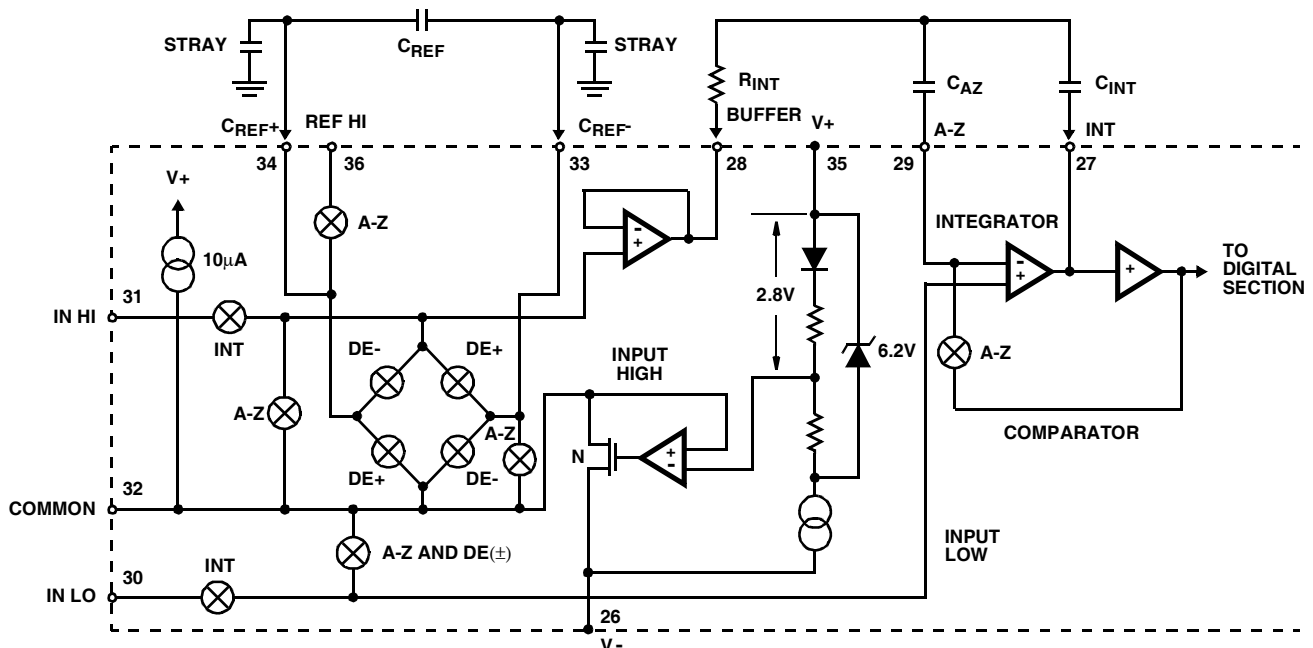 STRAY
CREF
STRAY
RINT
CAZ
CINT
CREF+
REF HI
CREF-
BUFFER
V+
A-Z
INT
34
36
33
28
35
29
27
V+
A-Z
10μA
-
+
2.8V
6.2V
INTEGRATOR
-
+
+
TO
DIGITAL
SECTION
31
IN HI
INT
DE-
DE+
INPUT
HIGH
A-Z
A-Z
A-Z
DE+
DE-
N
+
-
COMPARATOR
32
COMMON
INT
A-Z AND DE(±)
INPUT
LOW
30
IN LO
26
V-